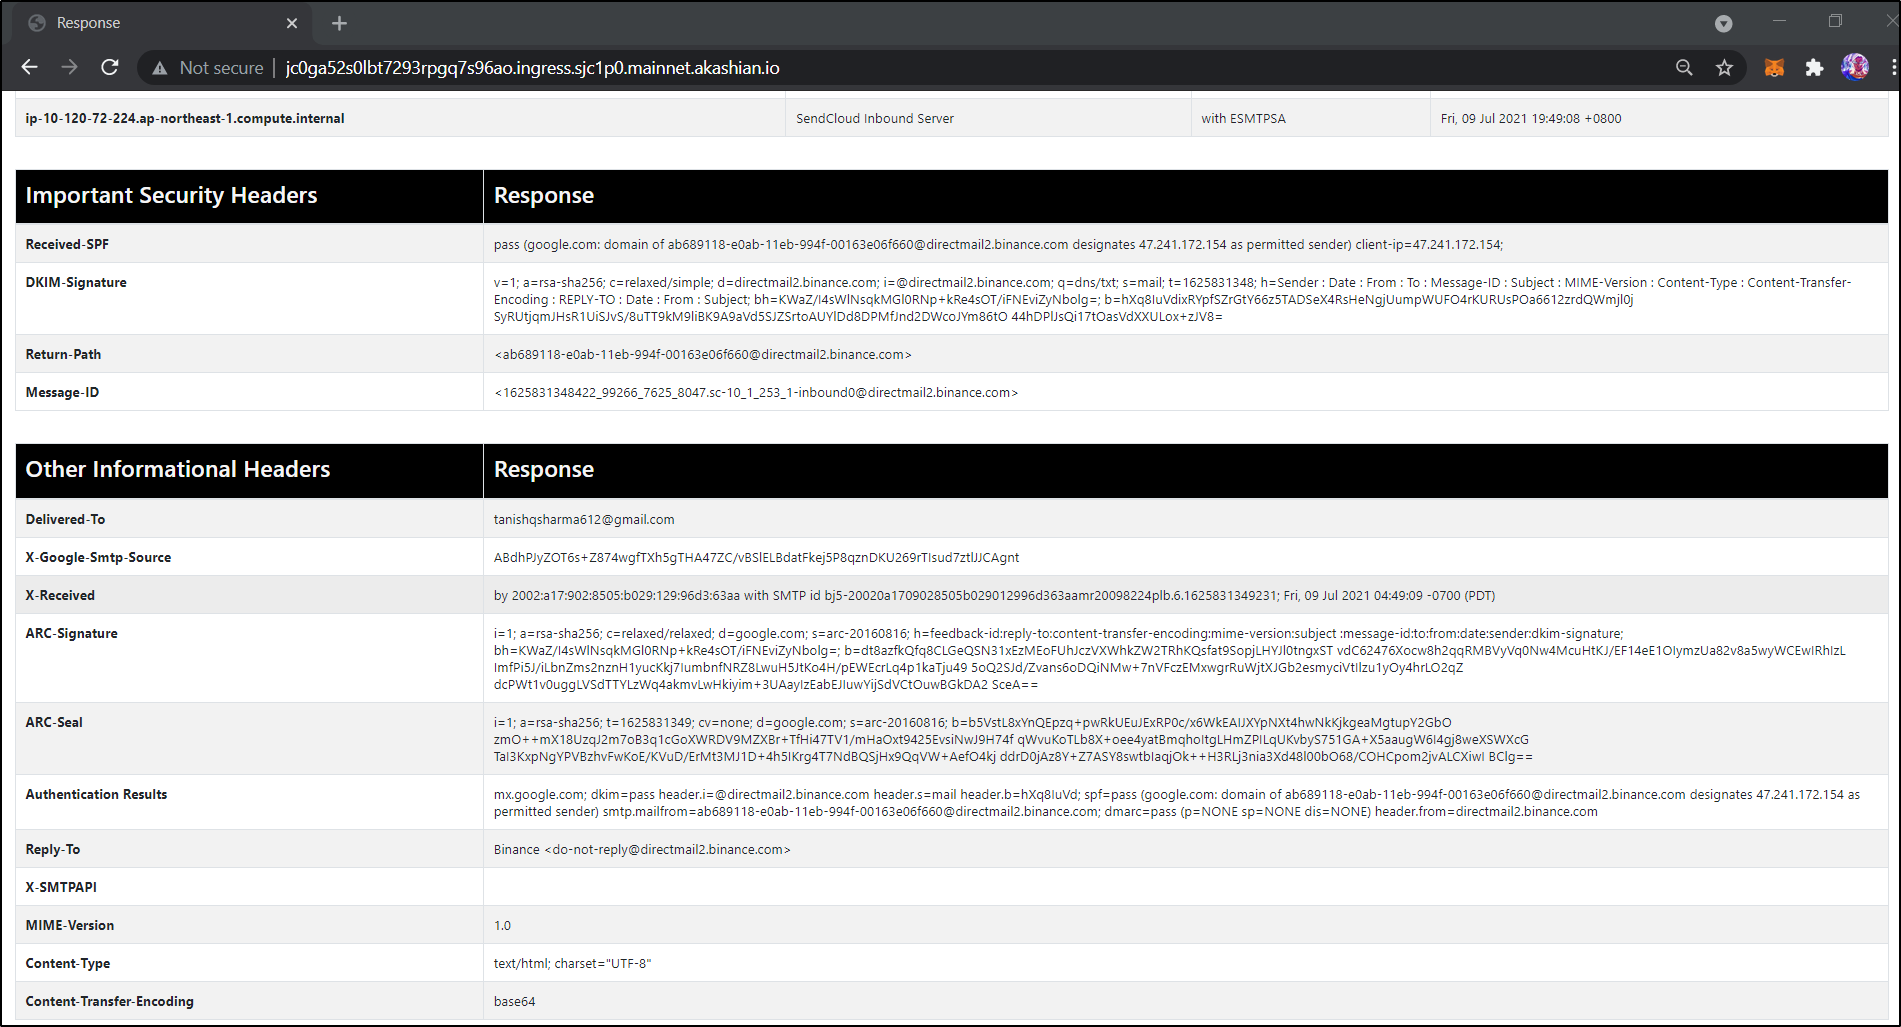 Response
Not secure
jc0ga52s0lbt7293rpgq7s96ao.ingress.sjc1p0.mainnet.akashian.io
ip-10-120-72-224.ap-northeast-1.compute.internal SendCloud Inbound Server with ESMTPSA Fri, 09 Jul 2021 19:49:08 +0800
Important Security Headers Response
Received-SPF pass (google.com: domain of ab689118-e0ab-11eb-994f-00163e06f660@directmail2.binance.com designates 47.241.172.154 as permitted sender) client-ip=47.241.172.154;
DKIM-Signature v=1; a=rsa-sha256; c=relaxed/simple; d=directmail2.binance.com; i=@directmail2.binance.com; q=dns/txt; s=mail; t=1625831348; h=Sender : Date : From : To : Message-ID : Subject : MIME-Version : Content-Type : Content-Transfer-
Encoding : REPLY-TO : Date : From : Subject; bh=KWaZ/I4sWlNsqkMGl0RNp+kRe4sOT/iFNEviZyNbolg=; b=hXq8IuVdixRYpfSZrGtY66z5TADSeX4RsHeNgjUumpWUFO4rKURUsPOa6612zrdQWmjl0j
SyRUtjqmJHsR1UiSJvS/8uTT9kM9liBK9A9aVd5SJZSrtoAUYlDd8DPMfJnd2DWcoJYm86tO 44hDPlJsQi17tOasVdXXULox+zJV8=
Return-Path <ab689118-e0ab-11eb-994f-00163e06f660@directmail2.binance.com>
Message-ID <1625831348422_99266_7625_8047.sc-10_1_253_1-inbound0@directmail2.binance.com>
Other Informational Headers Response
Delivered-To tanishqsharma612@gmail.com
X-Google-Smtp-Source ABdhPJyZOT6s+Z874wgfTXh5gTHA47ZC/vBSlELBdatFkej5P8qznDKU269rTIsud7ztlJJCAgnt
X-Received by 2002:a17:902:8505:b029:129:96d3:63aa with SMTP id bj5-20020a1709028505b029012996d363aamr20098224plb.6.1625831349231; Fri, 09 Jul 2021 04:49:09 -0700 (PDT)
ARC-Signature i=1; a=rsa-sha256; c=relaxed/relaxed; d=google.com; s=arc-20160816; h=feedback-id:reply-to:content-transfer-encoding:mime-version:subject :message-id:to:from:date:sender:dkim-signature;
bh=KWaZ/I4sWlNsqkMGl0RNp+kRe4sOT/iFNEviZyNbolg=; b=dt8azfkQfq8CLGeQSN31xEzMEoFUhJczVXWhkZW2TRhKQsfat9SopjLHYJl0tngxST vdC62476Xocw8h2qqRMBVyVq0Nw4McuHtKJ/EF14eE1OIymzUa82v8a5wyWCEwIRhIzL
ImfPi5J/iLbnZms2nznH1yucKkj7IumbnfNRZ8LwuH5JtKo4H/pEWEcrLq4p1kaTju49 5oQ2SJd/Zvans6oDQiNMw+7nVFczEMxwgrRuWjtXJGb2esmyciVtIlzu1yOy4hrLO2qZ
dcPWt1v0uggLVSdTTYLzWq4akmvLwHkiyim+3UAayIzEabEJIuwYijSdVCtOuwBGkDA2 SceA==
ARC-Seal i=1; a=rsa-sha256; t=1625831349; cv=none; d=google.com; s=arc-20160816; b=b5VstL8xYnQEpzq+pwRkUEuJExRP0c/x6WkEAIJXYpNXt4hwNkKjkgeaMgtupY2GbO
zmO++mX18UzqJ2m7oB3q1cGoXWRDV9MZXBr+TfHi47TV1/mHaOxt9425EvsiNwJ9H74f qWvuKoTLb8X+oee4yatBmqhoItgLHmZPILqUKvbyS751GA+X5aaugW6I4gj8weXSWXcG
TaI3KxpNgYPVBzhvFwKoE/KVuD/ErMt3MJ1D+4h5IKrg4T7NdBQSjHx9QqVW+AefO4kj ddrD0jAz8Y+Z7ASY8swtbIaqjOk++H3RLj3nia3Xd48l00bO68/COHCpom2jvALCXiwI BClg==
Authentication Results mx.google.com; dkim=pass header.i=@directmail2.binance.com header.s=mail header.b=hXq8IuVd; spf=pass (google.com: domain of ab689118-e0ab-11eb-994f-00163e06f660@directmail2.binance.com designates 47.241.172.154 as
permitted sender) smtp.mailfrom=ab689118-e0ab-11eb-994f-00163e06f660@directmail2.binance.com; dmarc=pass (p=NONE sp=NONE dis=NONE) header.from=directmail2.binance.com
Reply-To Binance <do-not-reply@directmail2.binance.com>
X-SMTPAPI
MIME-Version 1.0
Content-Type text/html; charset="UTF-8"
Content-Transfer-Encoding base64